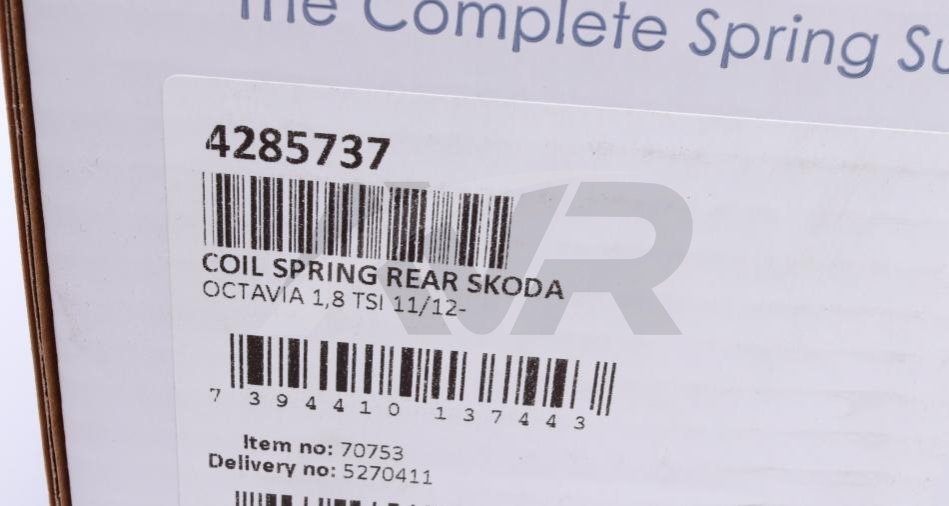 The Complete Spring
4285737
COIL SPRING REAR SKODA
OCTAVIA 1,8 TSI 11/12-
7 394410 137443
Item no: 70753
Delivery no: 5270411